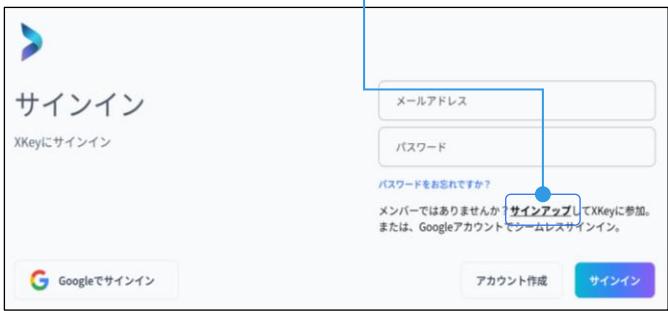 サインイン
XKeyにサインイン
メールアドレス
パスワード
パスワードをお忘れですか？
メンバーではありませんか？サインアップしてXKeyに参加。
または、Googleアカウントでシームレスサインイン。
Googleでサインイン
アカウント作成
サインイン